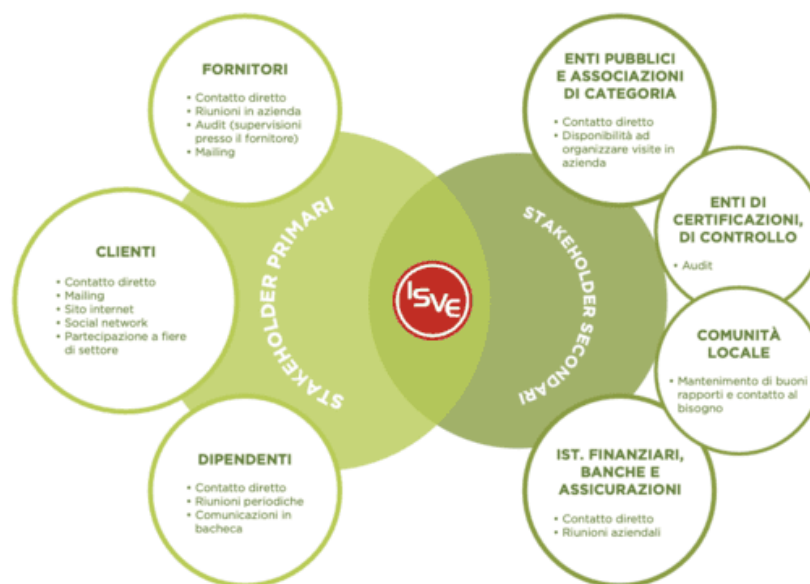 FORNITORI
• Contatto diretto
• Riunioni in azienda
• Audit (supervisioni
presso il fornitore)
• Mailing
CLIENTI
• Contatto diretto
• Mailing
• Sito internet
• Social network
• Partecipazione a fiere
di settore
DIPENDENTI
• Contatto diretto
• Riunioni periodiche
• Comunicazioni in
bacheca
STAKEHOLDER PRIMARI
ISVE
STAKEHOLDER SECONDARI
ENTI PUBBLICI
E ASSOCIAZIONI
DI CATEGORIA
• Contatto diretto
• Disponibilità ad
organizzare visite in
azienda
ENTI DI
CERTIFICAZIONI,
DI CONTROLLO
• Audit
COMUNITÀ
LOCALE
• Mantenimento di buoni
rapporti e contatto al
bisogno
IST. FINANZIARI,
BANCHE E
ASSICURAZIONI
• Contatto diretto
• Riunioni aziendali